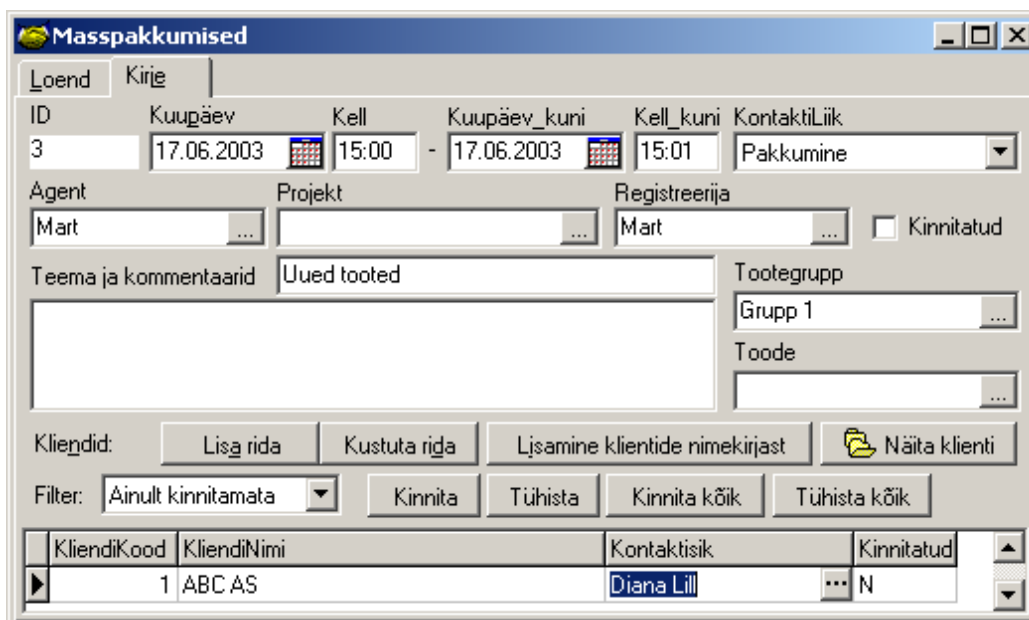 Masspakkumised
Loend Kirje
ID Kuupäev Kell Kuupäev_kuni Kell_kuni KontaktiLiik
3 17.06.2003 15:00 - 17.06.2003 15:01 Pakkumine
Agent Projekt Registreerija
Mart ... ... Mart ... Kinnitatud
Teema ja kommentaarid Uued tooted Tootegrupp
Grupp 1 ...
Toode
...
Kliendid: Lisa rida Kustuta rida Lisamine klientide nimekirjast Näita klienti
Filter: Ainult kinnitamata Kinnita Tühista Kinnita kõik Tühista kõik
KliendiKood KliendiNimi Kontaktisik Kinnitatud
1 ABC AS Diana Lill ... N